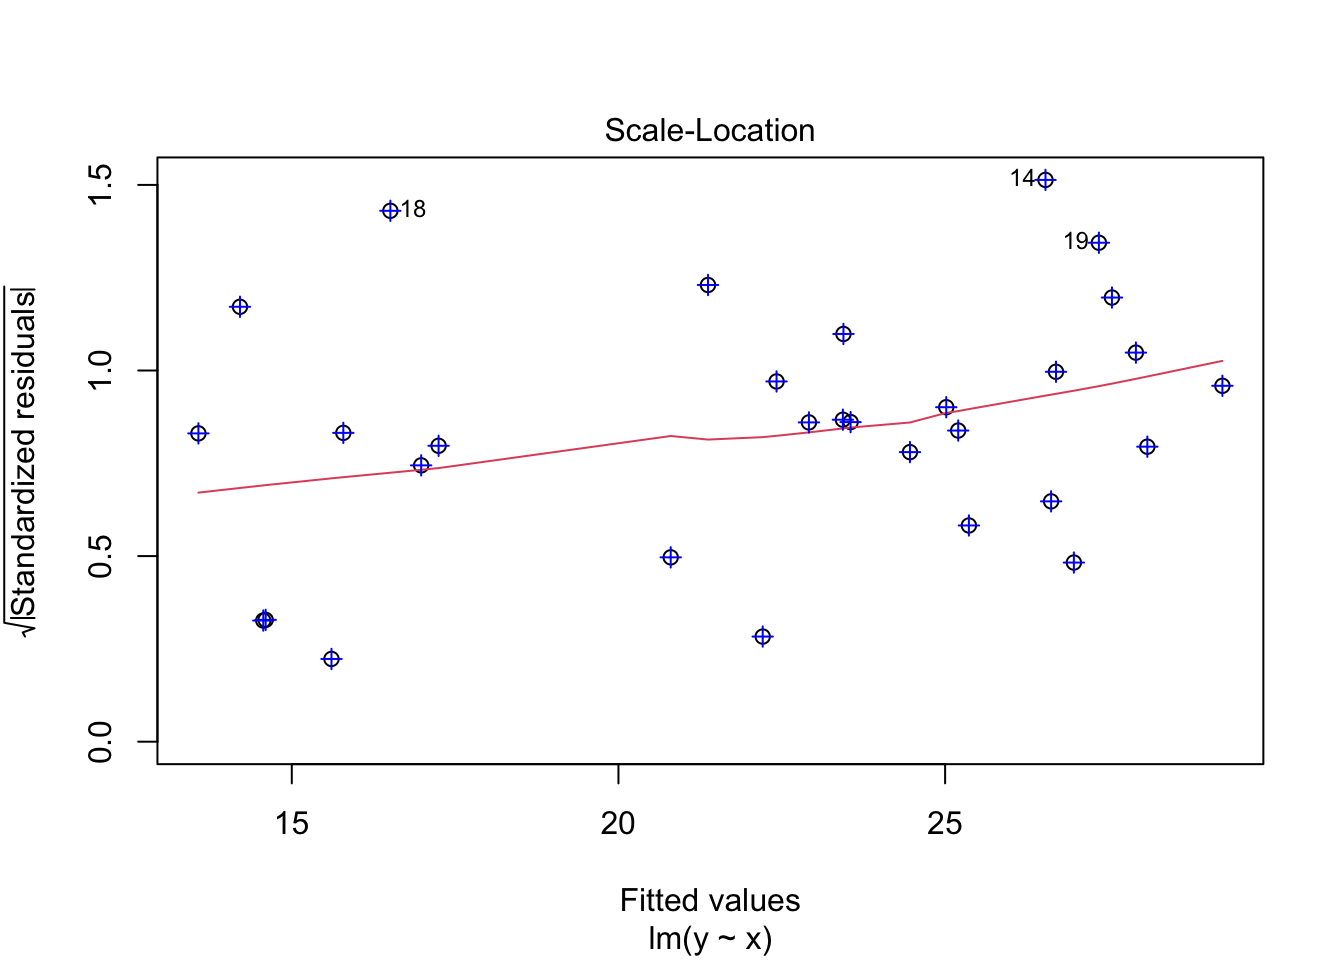 Scale-Location
√|Standardized residuals|
1.5
1.0
0.5
0.0
18
14
19
15 20 25
Fitted values
lm(y ~ x)